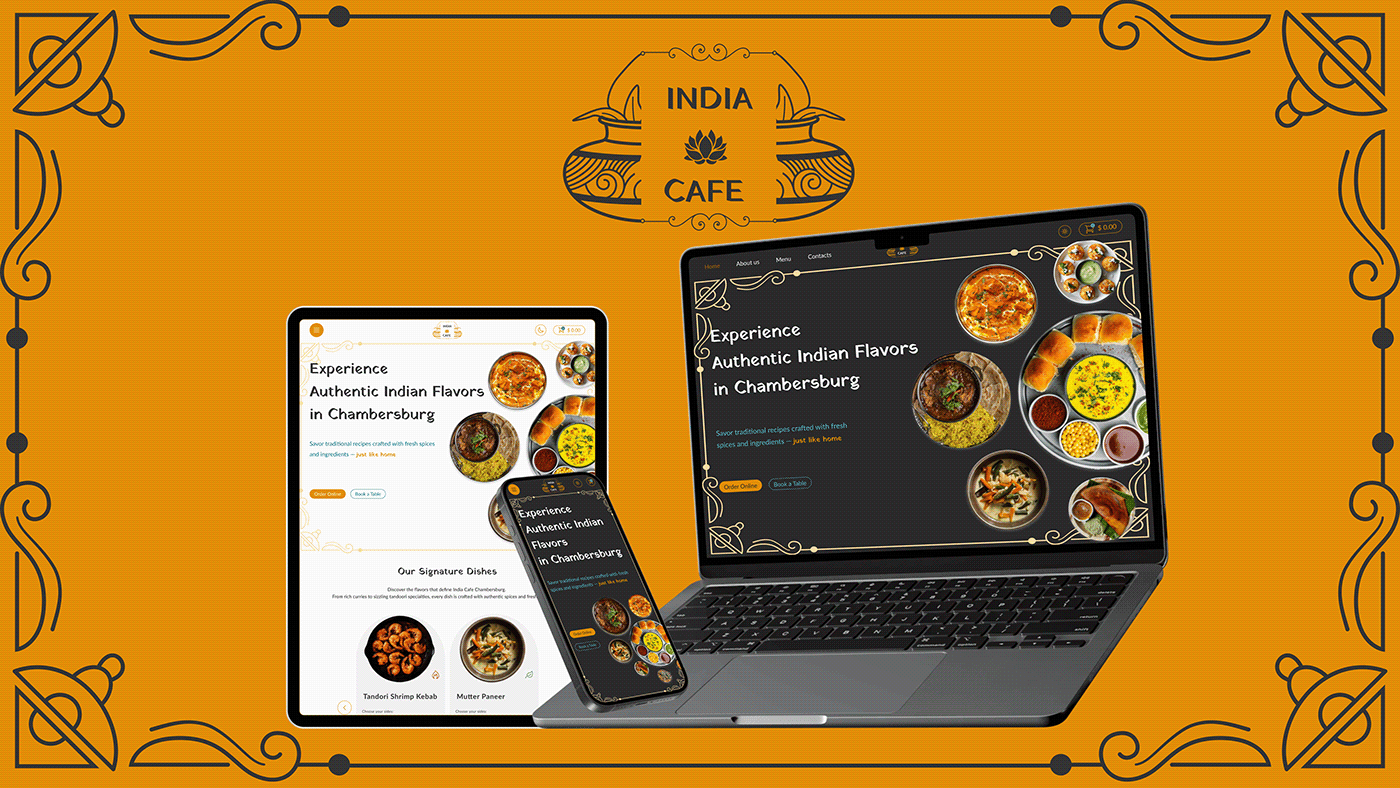 INDIA
CAFE
$ 0.00
Home
About us
Menu
Contacts
CAFE
Experience
Authentic Indian Flavors
in Chambersburg
Savor traditional recipes crafted with fresh
spices and ingredients — just like home
Order Online
Book a Table
INDIA
CAFE
$ 0.00
Experience
Authentic Indian Flavors
in Chambersburg
Savor traditional recipes crafted with fresh spices
and ingredients — just like home
Order Online
Book a Table
Our Signature Dishes
Discover the flavors that define India Cafe Chambersburg.
From rich curries to sizzling tandoori specialties, every dish is crafted with authentic spices and
Tandori Shrimp Kebab
Mutter Paneer
Choose your sides:
Choose your sides:
Experience
Authentic Indian
Flavors
in Chambersburg
Savor traditional recipes crafted with fresh
spices and ingredients — just like home
Order Online
Book a Table